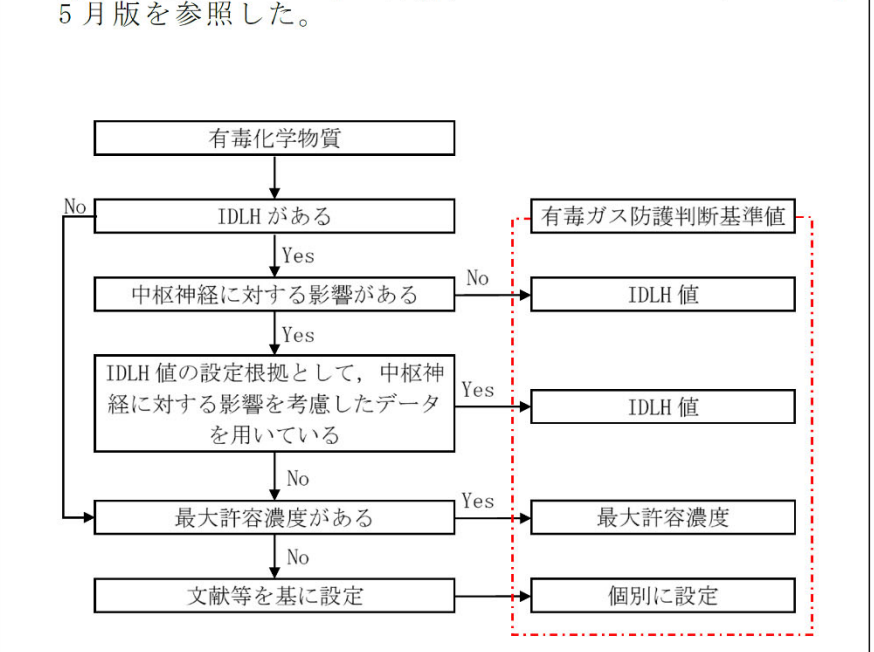 ５月版を参照した。
有毒化学物質
No
IDLHがある
有毒ガス防護判断基準値
Yes
中枢神経に対する影響がある
No
IDLH値
Yes
IDLH値の設定根拠として，中枢神
経に対する影響を考慮したデータ
を用いている
Yes
IDLH値
No
最大許容濃度がある
Yes
最大許容濃度
No
文献等を基に設定
個別に設定